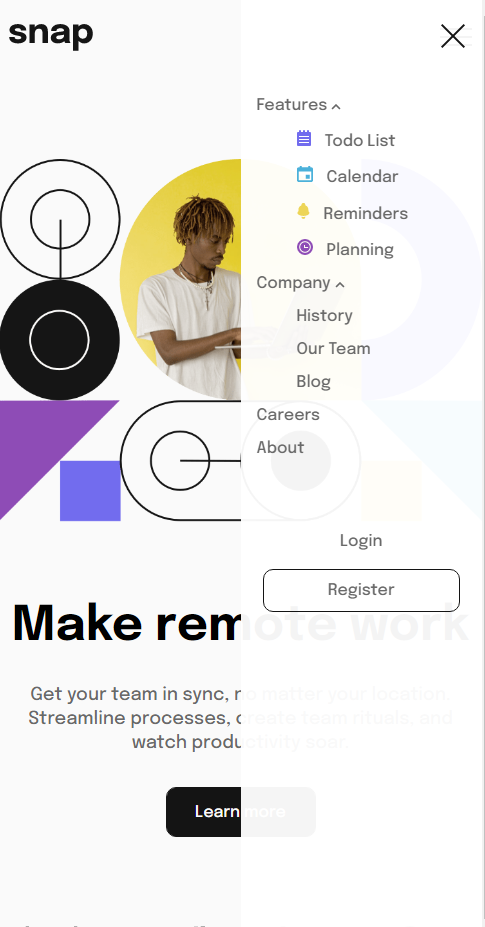 snap
Features
Todo List
Calendar
Reminders
Planning
Company
History
Our Team
Blog
Careers
About
Login
Register
Make remote work
Get your team in sync, no matter your location.
Streamline processes, create team rituals, and
watch productivity soar.
Learn more